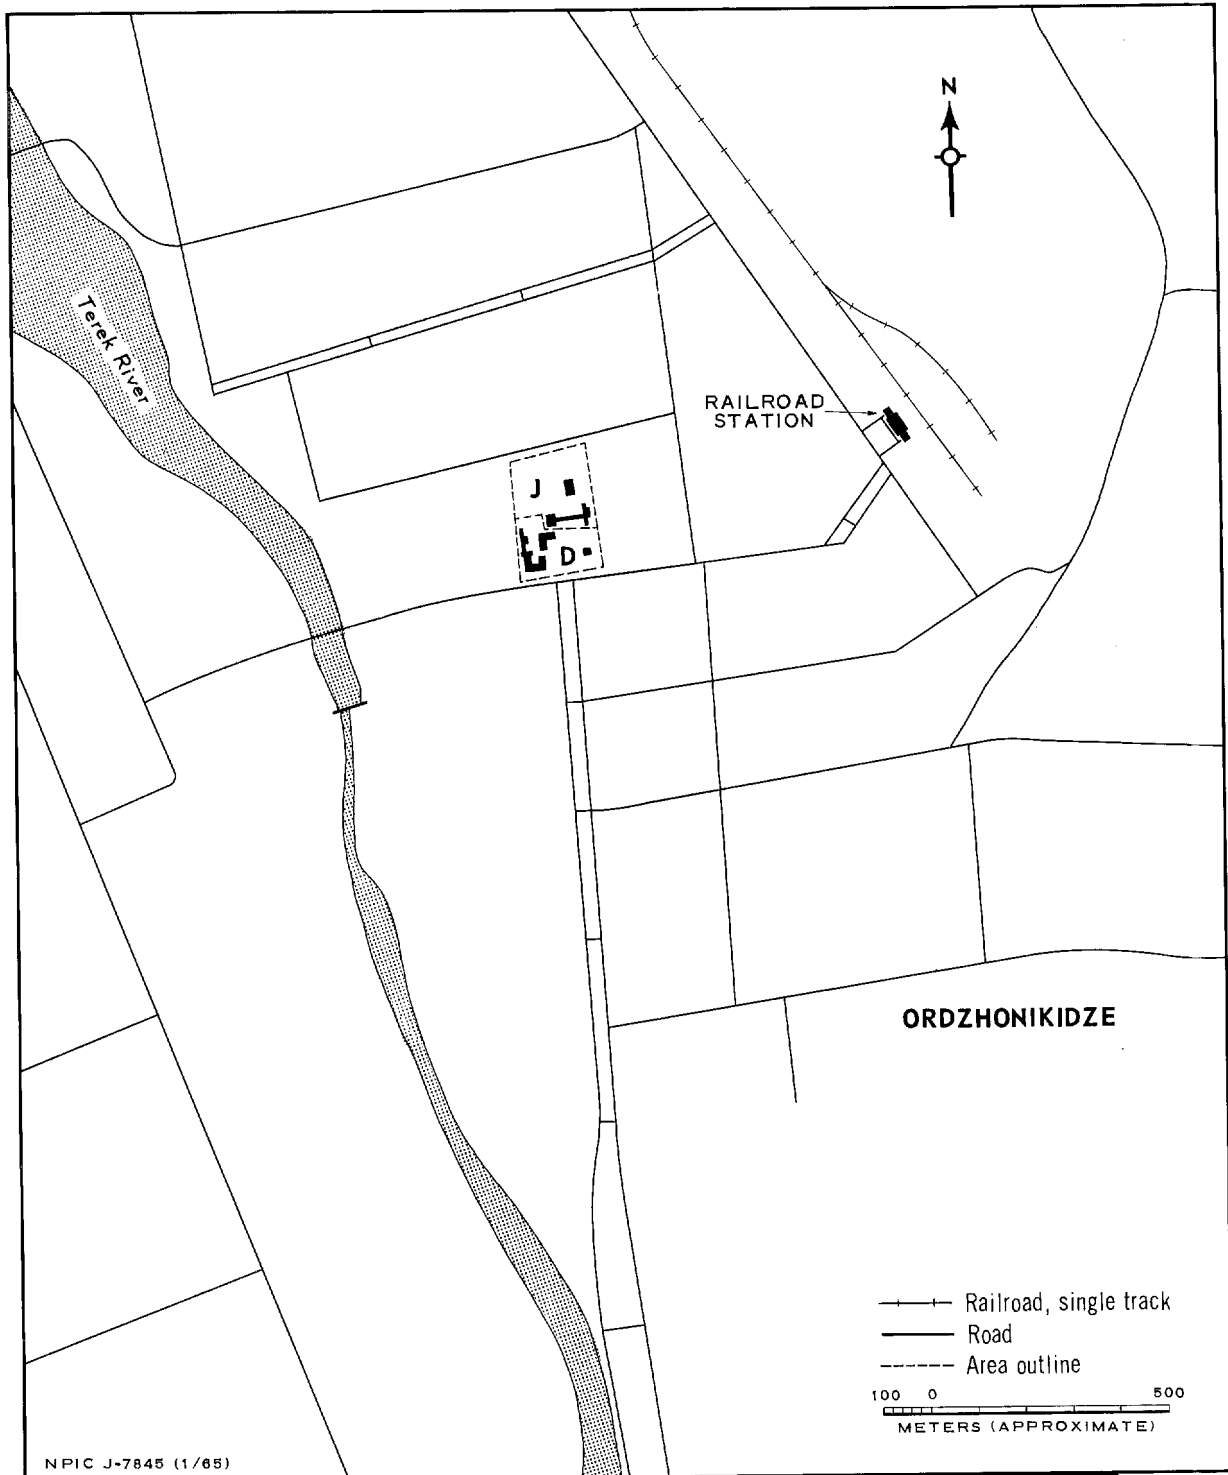 N
Terek River
RAILROAD
STATION
J
D
ORDZHONIKIDZE
Railroad, single track
Road
Area outline
100 0 500
METERS (APPROXIMATE)
NPIC J-7845 (1/65)